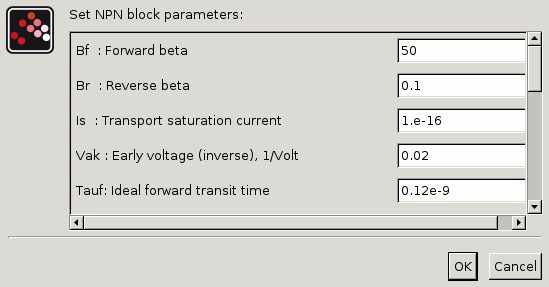 Set NPN block parameters:
Bf : Forward beta 50
Br : Reverse beta 0.1
Is : Transport saturation current 1.e-16
Vak : Early voltage (inverse), 1/Volt 0.02
Tauf: Ideal forward transit time 0.12e-9
OK Cancel